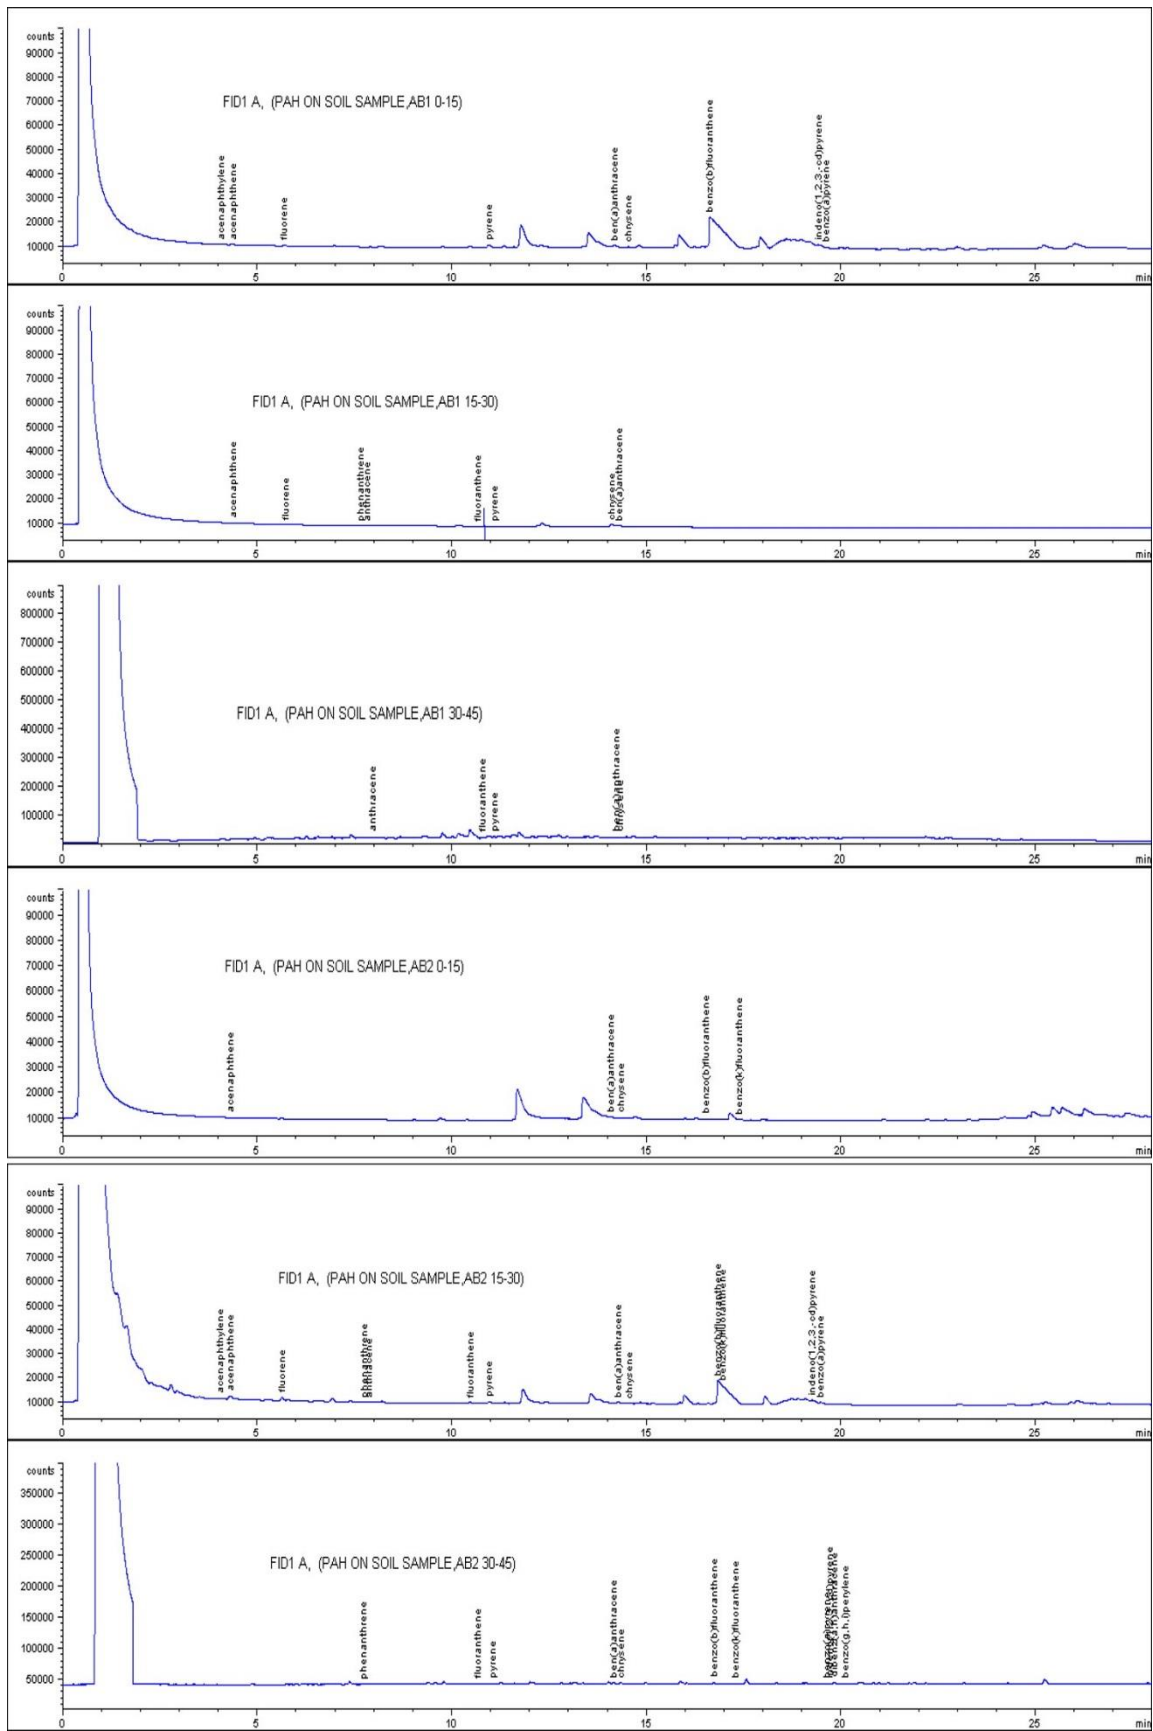 counts
90000
80000
70000
60000
50000
40000
30000
20000
10000
FID1 A, (PAH ON SOIL SAMPLE,AB1 0-15)
acenaphthylene
acenaphthene
fluorene
pyrene
ben(a)anthracene
chrysene
benzo(b)fluoranthene
indeno(1,2,3,-cd)pyrene
benzo(a)pyrene
0 5 10 15 20 25 min
counts
90000
80000
70000
60000
50000
40000
30000
20000
10000
FID1 A, (PAH ON SOIL SAMPLE,AB1 15-30)
acenaphthene
fluorene
phenanthrene
anthracene
fluoranthene
pyrene
chrysene
ben(a)anthracene
0 5 10 15 20 25 min
counts
800000
700000
600000
500000
400000
300000
200000
100000
FID1 A, (PAH ON SOIL SAMPLE,AB1 30-45)
anthracene
fluoranthene
pyrene
ben(a)anthracene
chrysene
0 5 10 15 20 25 min
counts
90000
80000
70000
60000
50000
40000
30000
20000
10000
FID1 A, (PAH ON SOIL SAMPLE,AB2 0-15)
acenaphthene
ben(a)anthracene
chrysene
benzo(b)fluoranthene
benzo(k)fluoranthene
0 5 10 15 20 25 min
counts
90000
80000
70000
60000
50000
40000
30000
20000
10000
FID1 A, (PAH ON SOIL SAMPLE,AB2 15-30)
acenaphthylene
acenaphthene
fluorene
phenanthrene
anthracene
fluoranthene
pyrene
ben(a)anthracene
chrysene
benzo(b)fluoranthene
benzo(k)fluoranthene
indeno(1,2,3,-cd)pyrene
benzo(a)pyrene
0 5 10 15 20 25 min
counts
350000
300000
250000
200000
150000
100000
50000
FID1 A, (PAH ON SOIL SAMPLE,AB2 30-45)
phenanthrene
fluoranthene
pyrene
ben(a)anthracene
chrysene
benzo(b)fluoranthene
benzo(k)fluoranthene
dibenz(a,h)anthracene
benzo(g,h,i)perylene
0 5 10 15 20 25 min